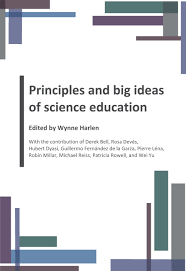 Principles and big ideas
of science education
Edited by Wynne Harlen
With the contribution of Derek Bell, Rosa Devés,
Hubert Dyasi, Guillermo Fernández de la Garza, Pierre Léna,
Robin Millar, Michael Reiss, Patricia Rowell, and Wei Yu